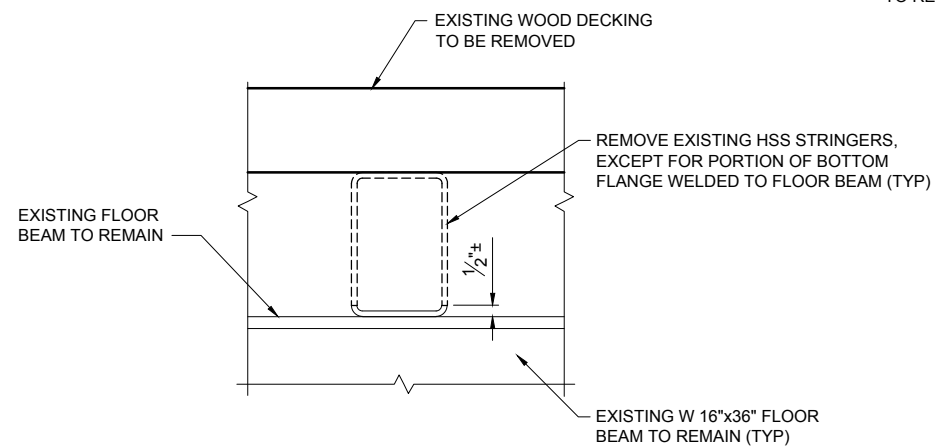 EXISTING WOOD DECKING
TO BE REMOVED
REMOVE EXISTING HSS STRINGERS,
EXCEPT FOR PORTION OF BOTTOM
FLANGE WELDED TO FLOOR BEAM (TYP)
EXISTING FLOOR
BEAM TO REMAIN
1/2"±
EXISTING W 16"x36" FLOOR
BEAM TO REMAIN (TYP)